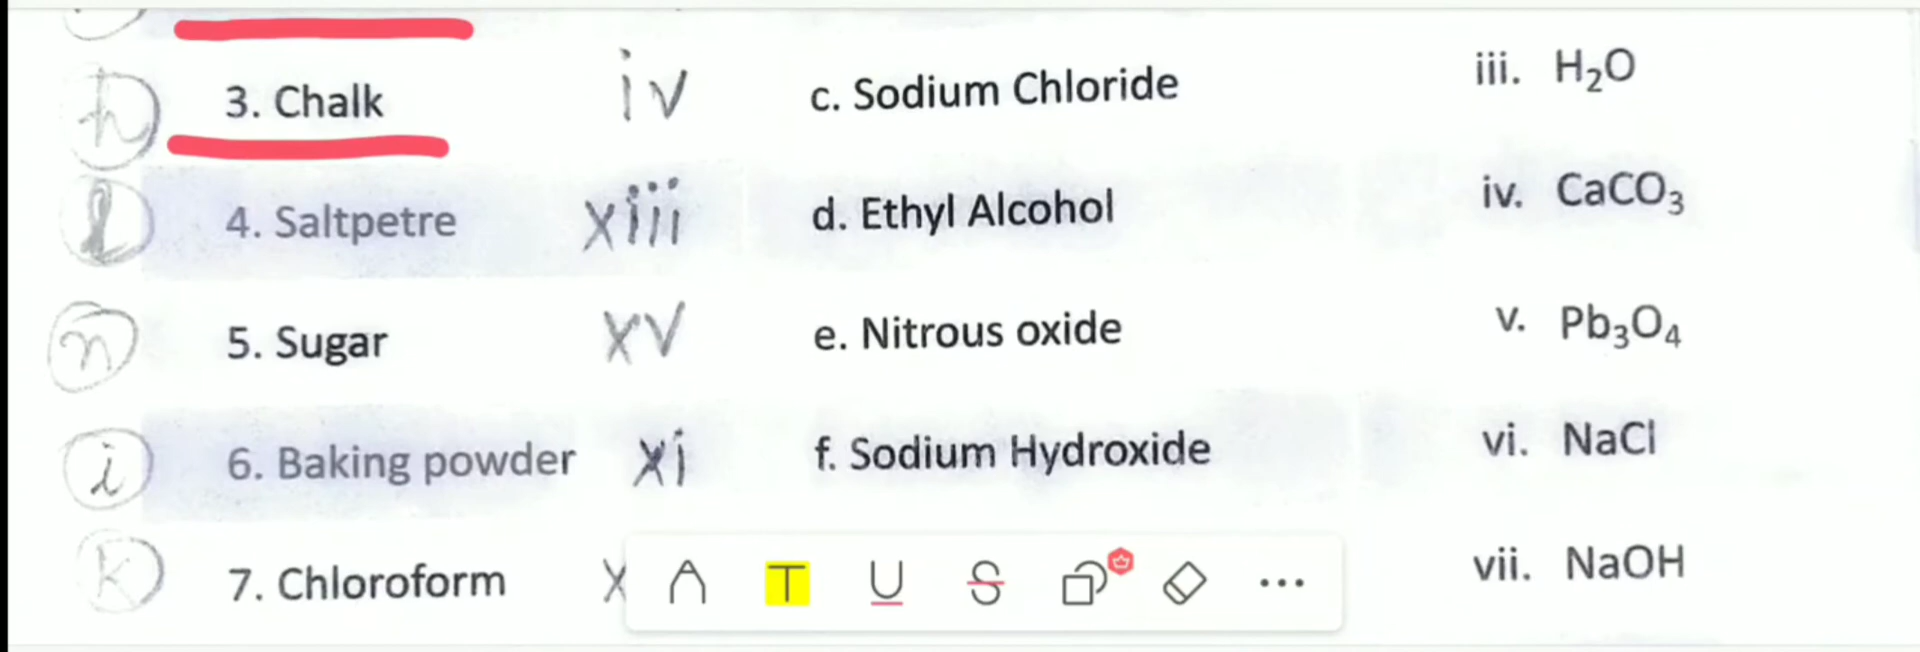 h 3. Chalk iv c. Sodium Chloride iii. H₂O
l 4. Saltpetre xiii d. Ethyl Alcohol iv. CaCO₃
n 5. Sugar xv e. Nitrous oxide v. Pb₃O₄
i 6. Baking powder xi f. Sodium Hydroxide vi. NaCl
k 7. Chloroform x vii. NaOH